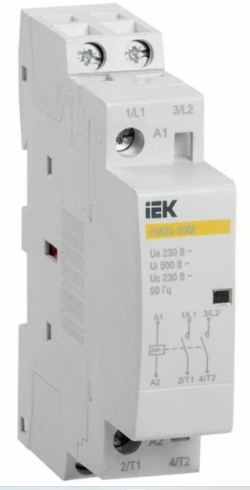 1/L1 3/L2
A1
iEK
КМ20-20М
Ue 230 В ~
Ui 500 В ~
Uc 230 В ~
50 Гц
A1 1/L1 3/L2
A2 2/T1 4/T2
A2
2/T1 4/T2